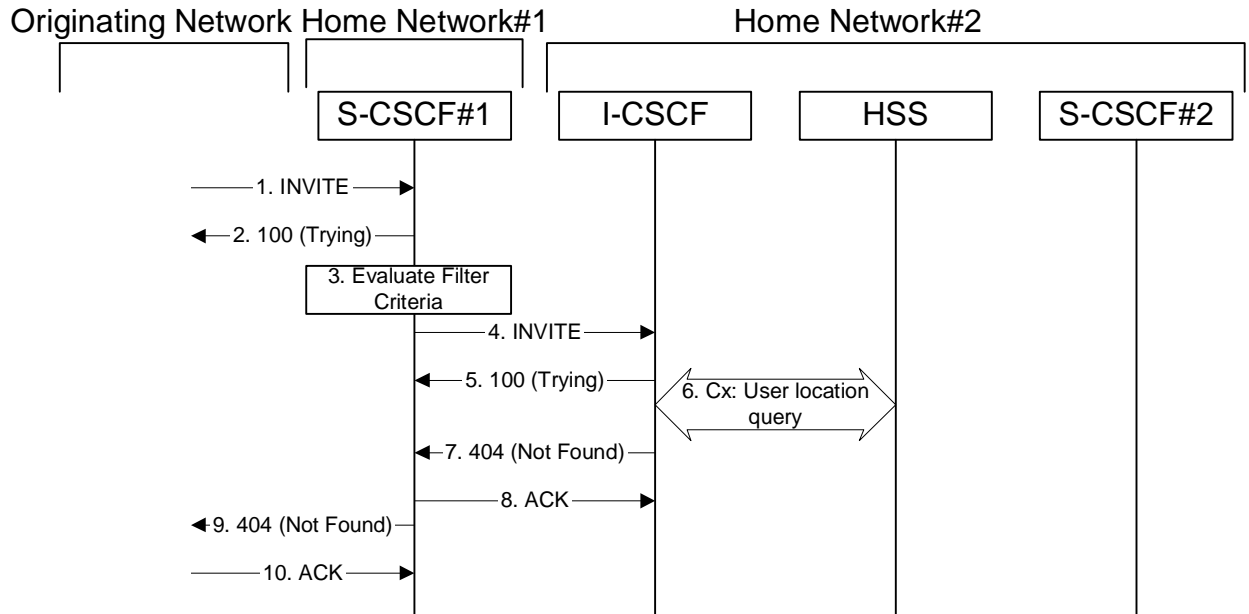 Originating Network Home Network#1 Home Network#2
S-CSCF#1 I-CSCF HSS S-CSCF#2
1. INVITE
2. 100 (Trying)
3. Evaluate Filter
Criteria
4. INVITE
5. 100 (Trying)
6. Cx: User location
query
7. 404 (Not Found)
8. ACK
9. 404 (Not Found)
10. ACK